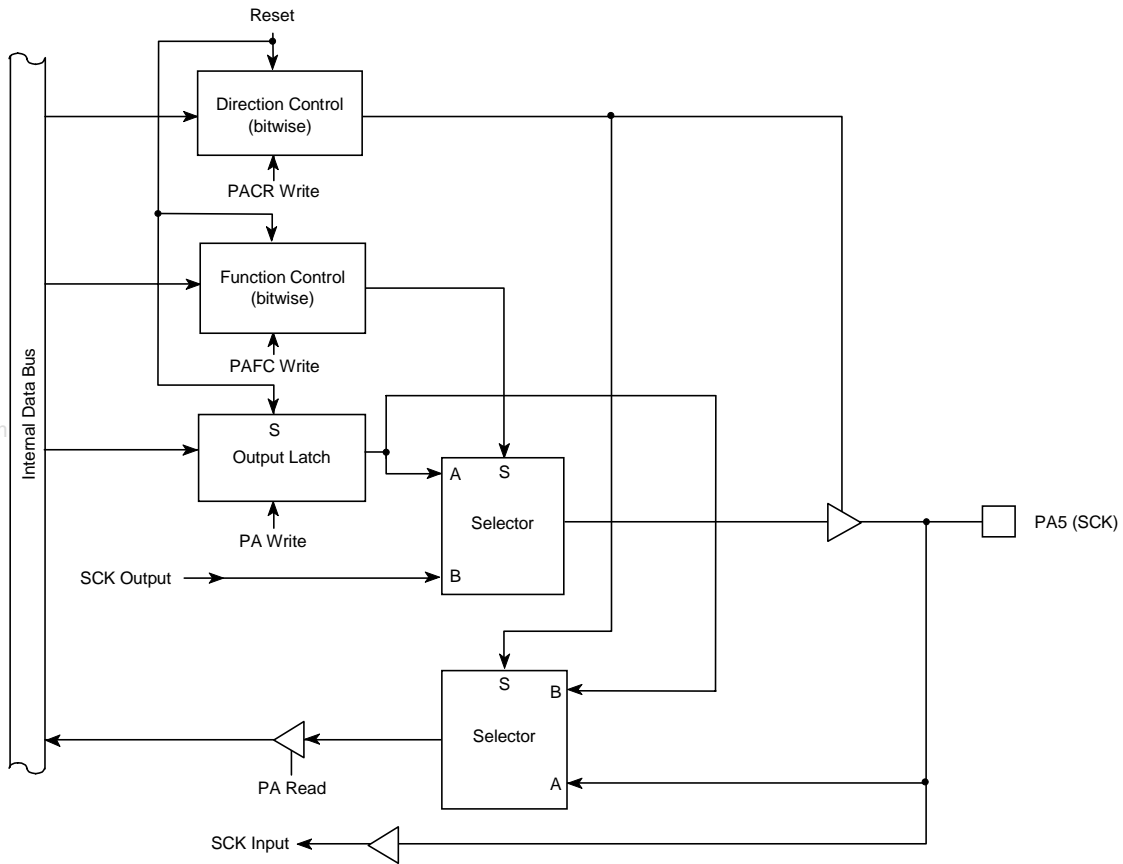 Reset
Direction Control
(bitwise)
PACR Write
Function Control
(bitwise)
PAFC Write
Internal Data Bus
S
Output Latch
PA Write
A
S
Selector
B
SCK Output
PA5 (SCK)
S
B
Selector
A
PA Read
SCK Input